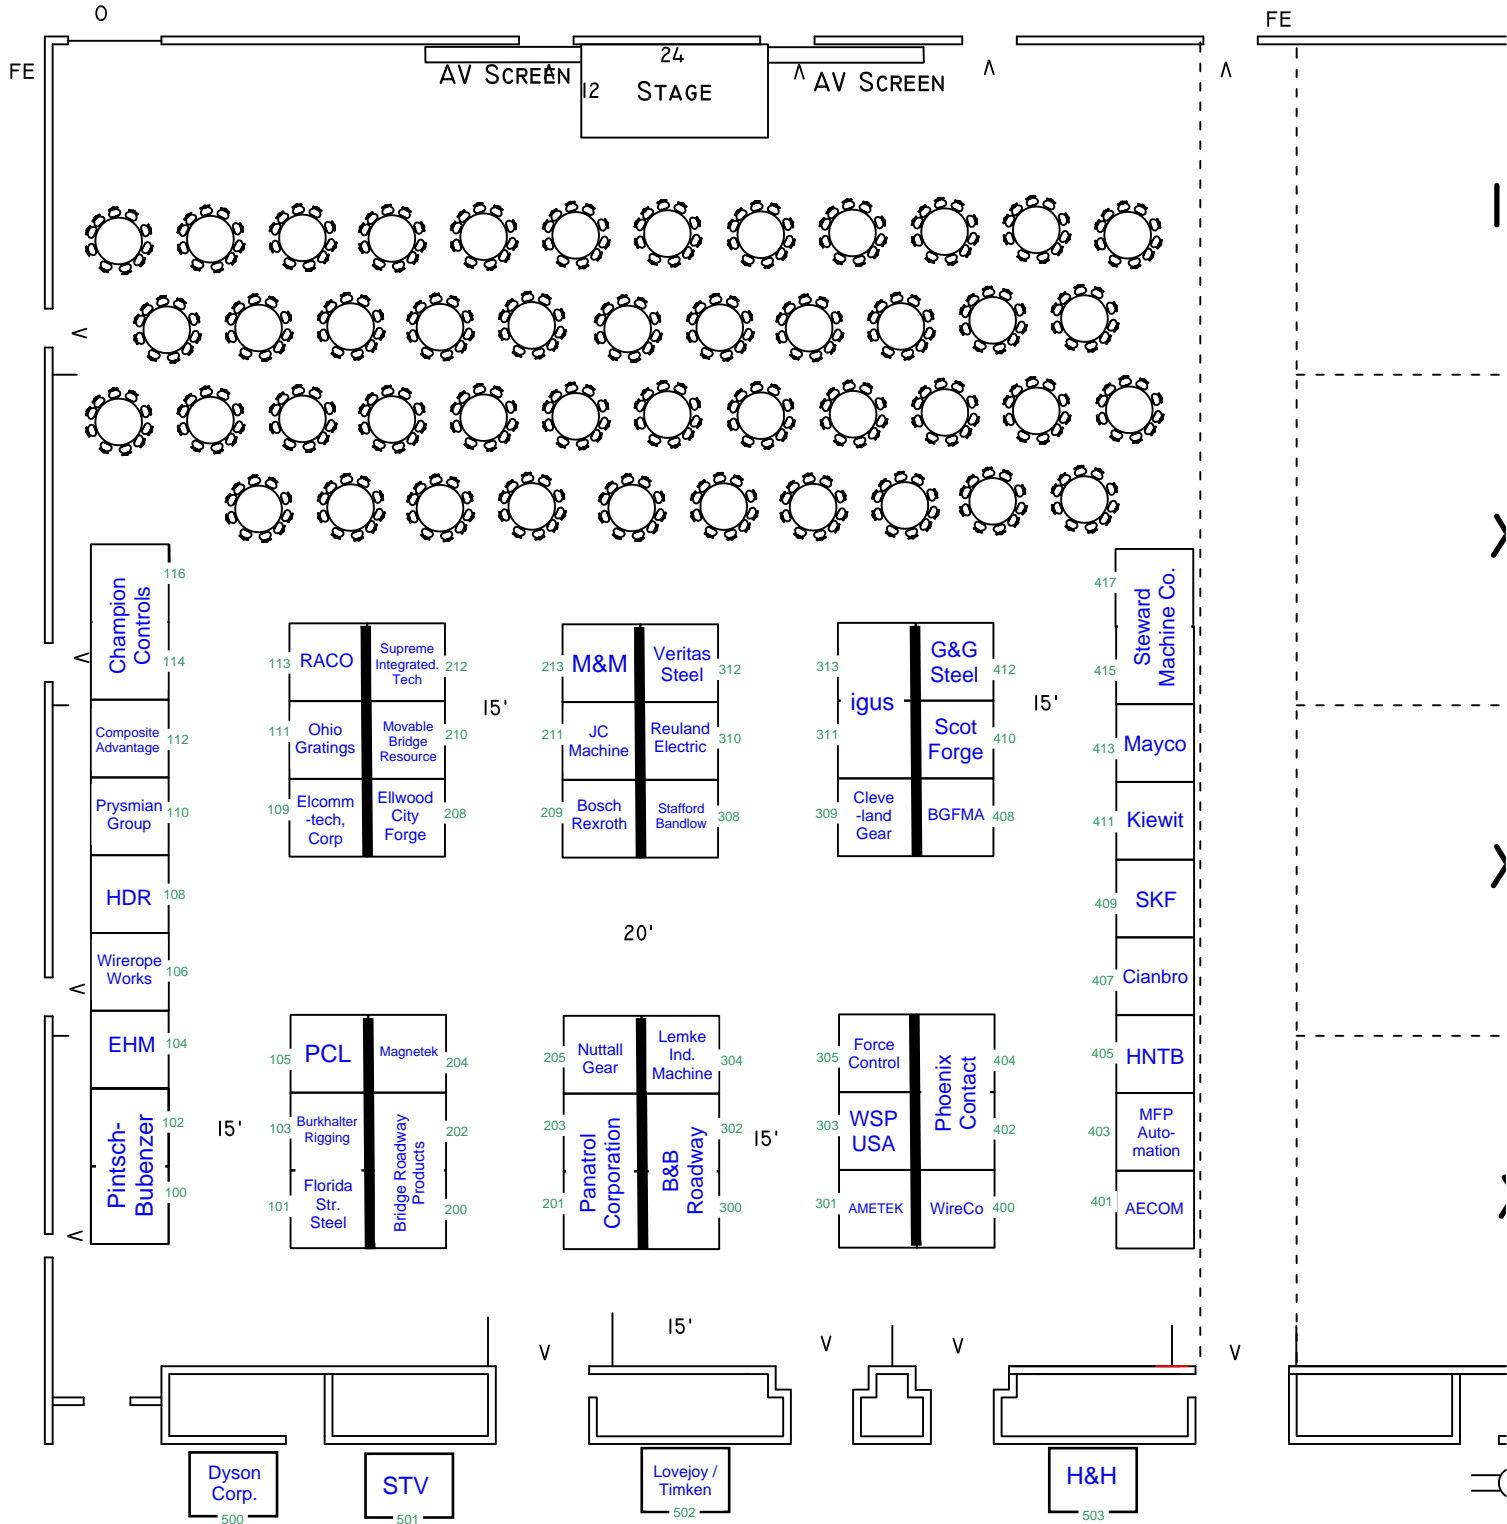 O
FE
FE
24
AV SCREEN
12
STAGE
AV SCREEN
116
Champion
Controls
114
Composite
Advantage
112
Prysmian
Group
110
HDR
108
Wirerope
Works
106
EHM
104
102
Pintsch-
Bubenzer
100
113
RACO
Supreme
Integrated.
Tech
212
111
Ohio
Gratings
Movable
Bridge
Resource
210
109
Elcomm
-tech,
Corp
Ellwood
City
Forge
208
15'
213
M&M
Veritas
Steel
312
211
JC
Machine
Reuland
Electric
310
209
Bosch
Rexroth
Stafford
Bandlow
308
313
igus
311
G&G
Steel
412
Scot
Forge
410
309
Cleve
-land
Gear
BGFMA
408
15'
417
Steward
Machine Co.
415
413
Mayco
411
Kiewit
409
SKF
407
Cianbro
405
HNTB
403
MFP
Auto-
mation
401
AECOM
20'
105
PCL
Magnetek
204
15'
103
Burkhalter
Rigging
202
Bridge Roadway
Products
200
101
Florida
Str.
Steel
205
Nuttall
Gear
Lemke
Ind.
Machine
304
203
Panatrol
Corporation
201
302
B&B
Roadway
300
15'
305
Force
Control
404
Phoenix
Contact
402
303
WSP
USA
301
AMETEK
WireCo
400
15'
Dyson
Corp.
500
STV
501
Lovejoy /
Timken
502
H&H
503